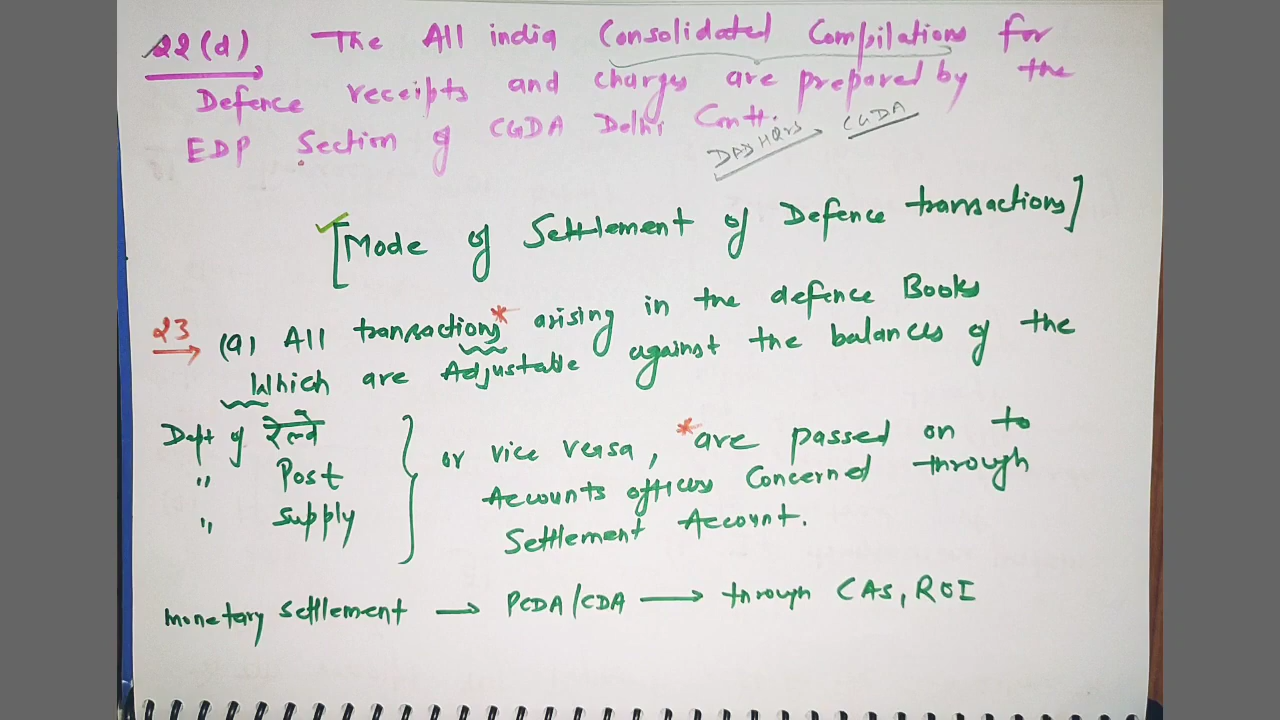 22(d) The All india Consolidated Compilations for
Defence receipts and charges are prepared by the
EDP Section of CGDA Delhi Cantt.
DAD HQrs CGDA
[Mode of Settlement of Defence transactions]
23 (a) All transactions* arising in the defence Books
Which are Adjustable against the balances of the
Deptt of रेल्वे
" Post
" Supply
or vice versa, *are passed on to
Accounts offices Concerned through
Settlement Account.
monetary settlement → PCDA/CDA → through CAS, RBI